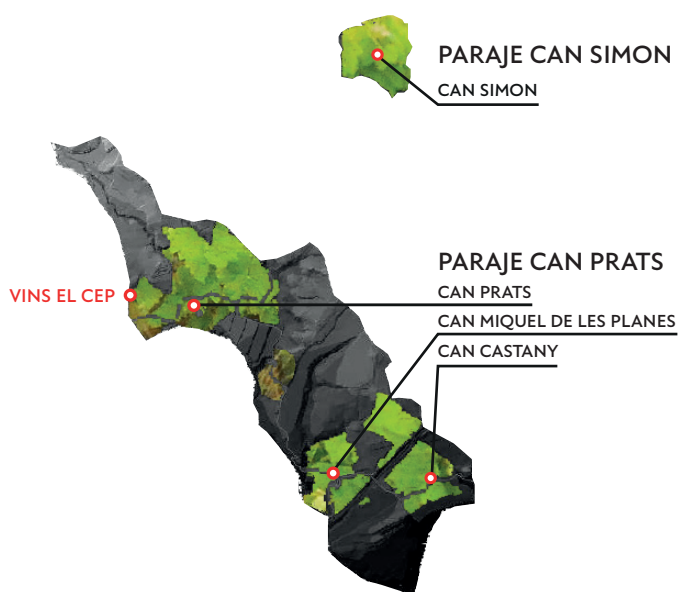 PARAJE CAN SIMON
CAN SIMON
PARAJE CAN PRATS
VINS EL CEP
CAN PRATS
CAN MIQUEL DE LES PLANES
CAN CASTANY